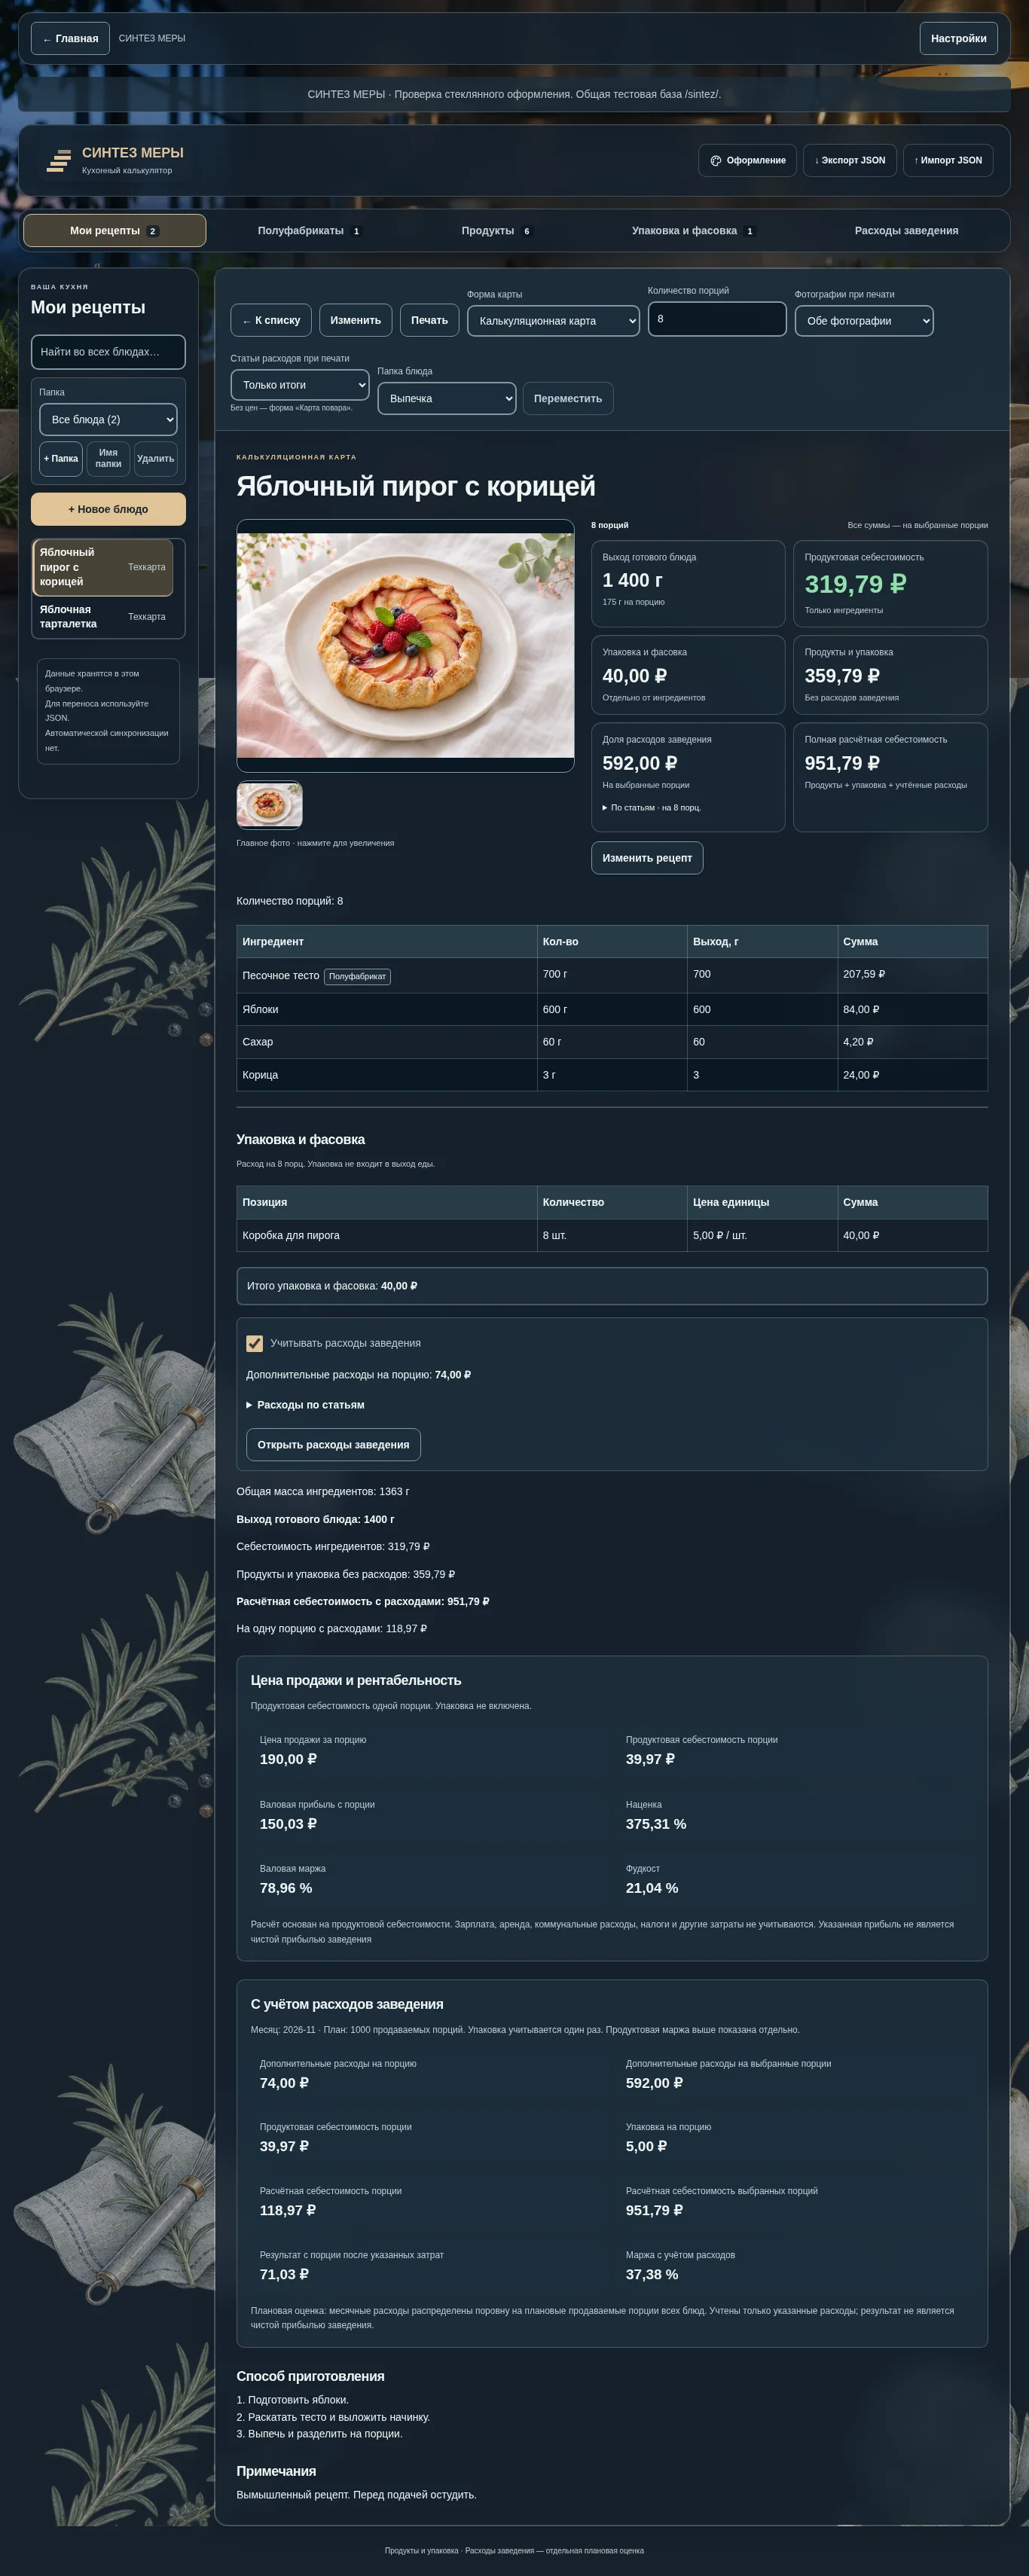 ← Главная
СИНТЕЗ МЕРЫ
Настройки
СИНТЕЗ МЕРЫ · Проверка стеклянного оформления. Общая тестовая база /sintez/.
СИНТЕЗ МЕРЫ
Кухонный калькулятор
Оформление
↓ Экспорт JSON
↑ Импорт JSON
Мои рецепты 2
Полуфабрикаты 1
Продукты 6
Упаковка и фасовка 1
Расходы заведения
ВАША КУХНЯ
Мои рецепты
Найти во всех блюдах…
Папка
Все блюда (2)
+ Папка
Имя
папки
Удалить
+ Новое блюдо
Яблочный
пирог с
корицей
Техкарта
Яблочная
тарталетка
Техкарта
Данные хранятся в этом
браузере.
Для переноса используйте
JSON.
Автоматической синхронизации
нет.
← К списку
Изменить
Печать
Форма карты
Калькуляционная карта
Количество порций
8
Фотографии при печати
Обе фотографии
Статьи расходов при печати
Только итоги
Без цен — форма «Карта повара».
Папка блюда
Выпечка
Переместить
КАЛЬКУЛЯЦИОННАЯ КАРТА
Яблочный пирог с корицей
Главное фото · нажмите для увеличения
8 порций
Все суммы — на выбранные порции
Выход готового блюда
1 400 г
175 г на порцию
Продуктовая себестоимость
319,79 ₽
Только ингредиенты
Упаковка и фасовка
40,00 ₽
Отдельно от ингредиентов
Продукты и упаковка
359,79 ₽
Без расходов заведения
Доля расходов заведения
592,00 ₽
На выбранные порции
▶ По статьям · на 8 порц.
Полная расчётная себестоимость
951,79 ₽
Продукты + упаковка + учтённые расходы
Изменить рецепт
Количество порций: 8
Ингредиент Кол-во Выход, г Сумма
Песочное тесто Полуфабрикат 700 г 700 207,59 ₽
Яблоки 600 г 600 84,00 ₽
Сахар 60 г 60 4,20 ₽
Корица 3 г 3 24,00 ₽
Упаковка и фасовка
Расход на 8 порц. Упаковка не входит в выход еды.
Позиция Количество Цена единицы Сумма
Коробка для пирога 8 шт. 5,00 ₽ / шт. 40,00 ₽
Итого упаковка и фасовка: 40,00 ₽
Учитывать расходы заведения
Дополнительные расходы на порцию: 74,00 ₽
▶ Расходы по статьям
Открыть расходы заведения
Общая масса ингредиентов: 1363 г
Выход готового блюда: 1400 г
Себестоимость ингредиентов: 319,79 ₽
Продукты и упаковка без расходов: 359,79 ₽
Расчётная себестоимость с расходами: 951,79 ₽
На одну порцию с расходами: 118,97 ₽
Цена продажи и рентабельность
Продуктовая себестоимость одной порции. Упаковка не включена.
Цена продажи за порцию
190,00 ₽
Продуктовая себестоимость порции
39,97 ₽
Валовая прибыль с порции
150,03 ₽
Наценка
375,31 %
Валовая маржа
78,96 %
Фудкост
21,04 %
Расчёт основан на продуктовой себестоимости. Зарплата, аренда, коммунальные расходы, налоги и другие затраты не учитываются. Указанная прибыль не является
чистой прибылью заведения
С учётом расходов заведения
Месяц: 2026-11 · План: 1000 продаваемых порций. Упаковка учитывается один раз. Продуктовая маржа выше показана отдельно.
Дополнительные расходы на порцию
74,00 ₽
Дополнительные расходы на выбранные порции
592,00 ₽
Продуктовая себестоимость порции
39,97 ₽
Упаковка на порцию
5,00 ₽
Расчётная себестоимость порции
118,97 ₽
Расчётная себестоимость выбранных порций
951,79 ₽
Результат с порции после указанных затрат
71,03 ₽
Маржа с учётом расходов
37,38 %
Плановая оценка: месячные расходы распределены поровну на плановые продаваемые порции всех блюд. Учтены только указанные расходы; результат не является
чистой прибылью заведения.
Способ приготовления
1. Подготовить яблоки.
2. Раскатать тесто и выложить начинку.
3. Выпечь и разделить на порции.
Примечания
Вымышленный рецепт. Перед подачей остудить.
Продукты и упаковка · Расходы заведения — отдельная плановая оценка